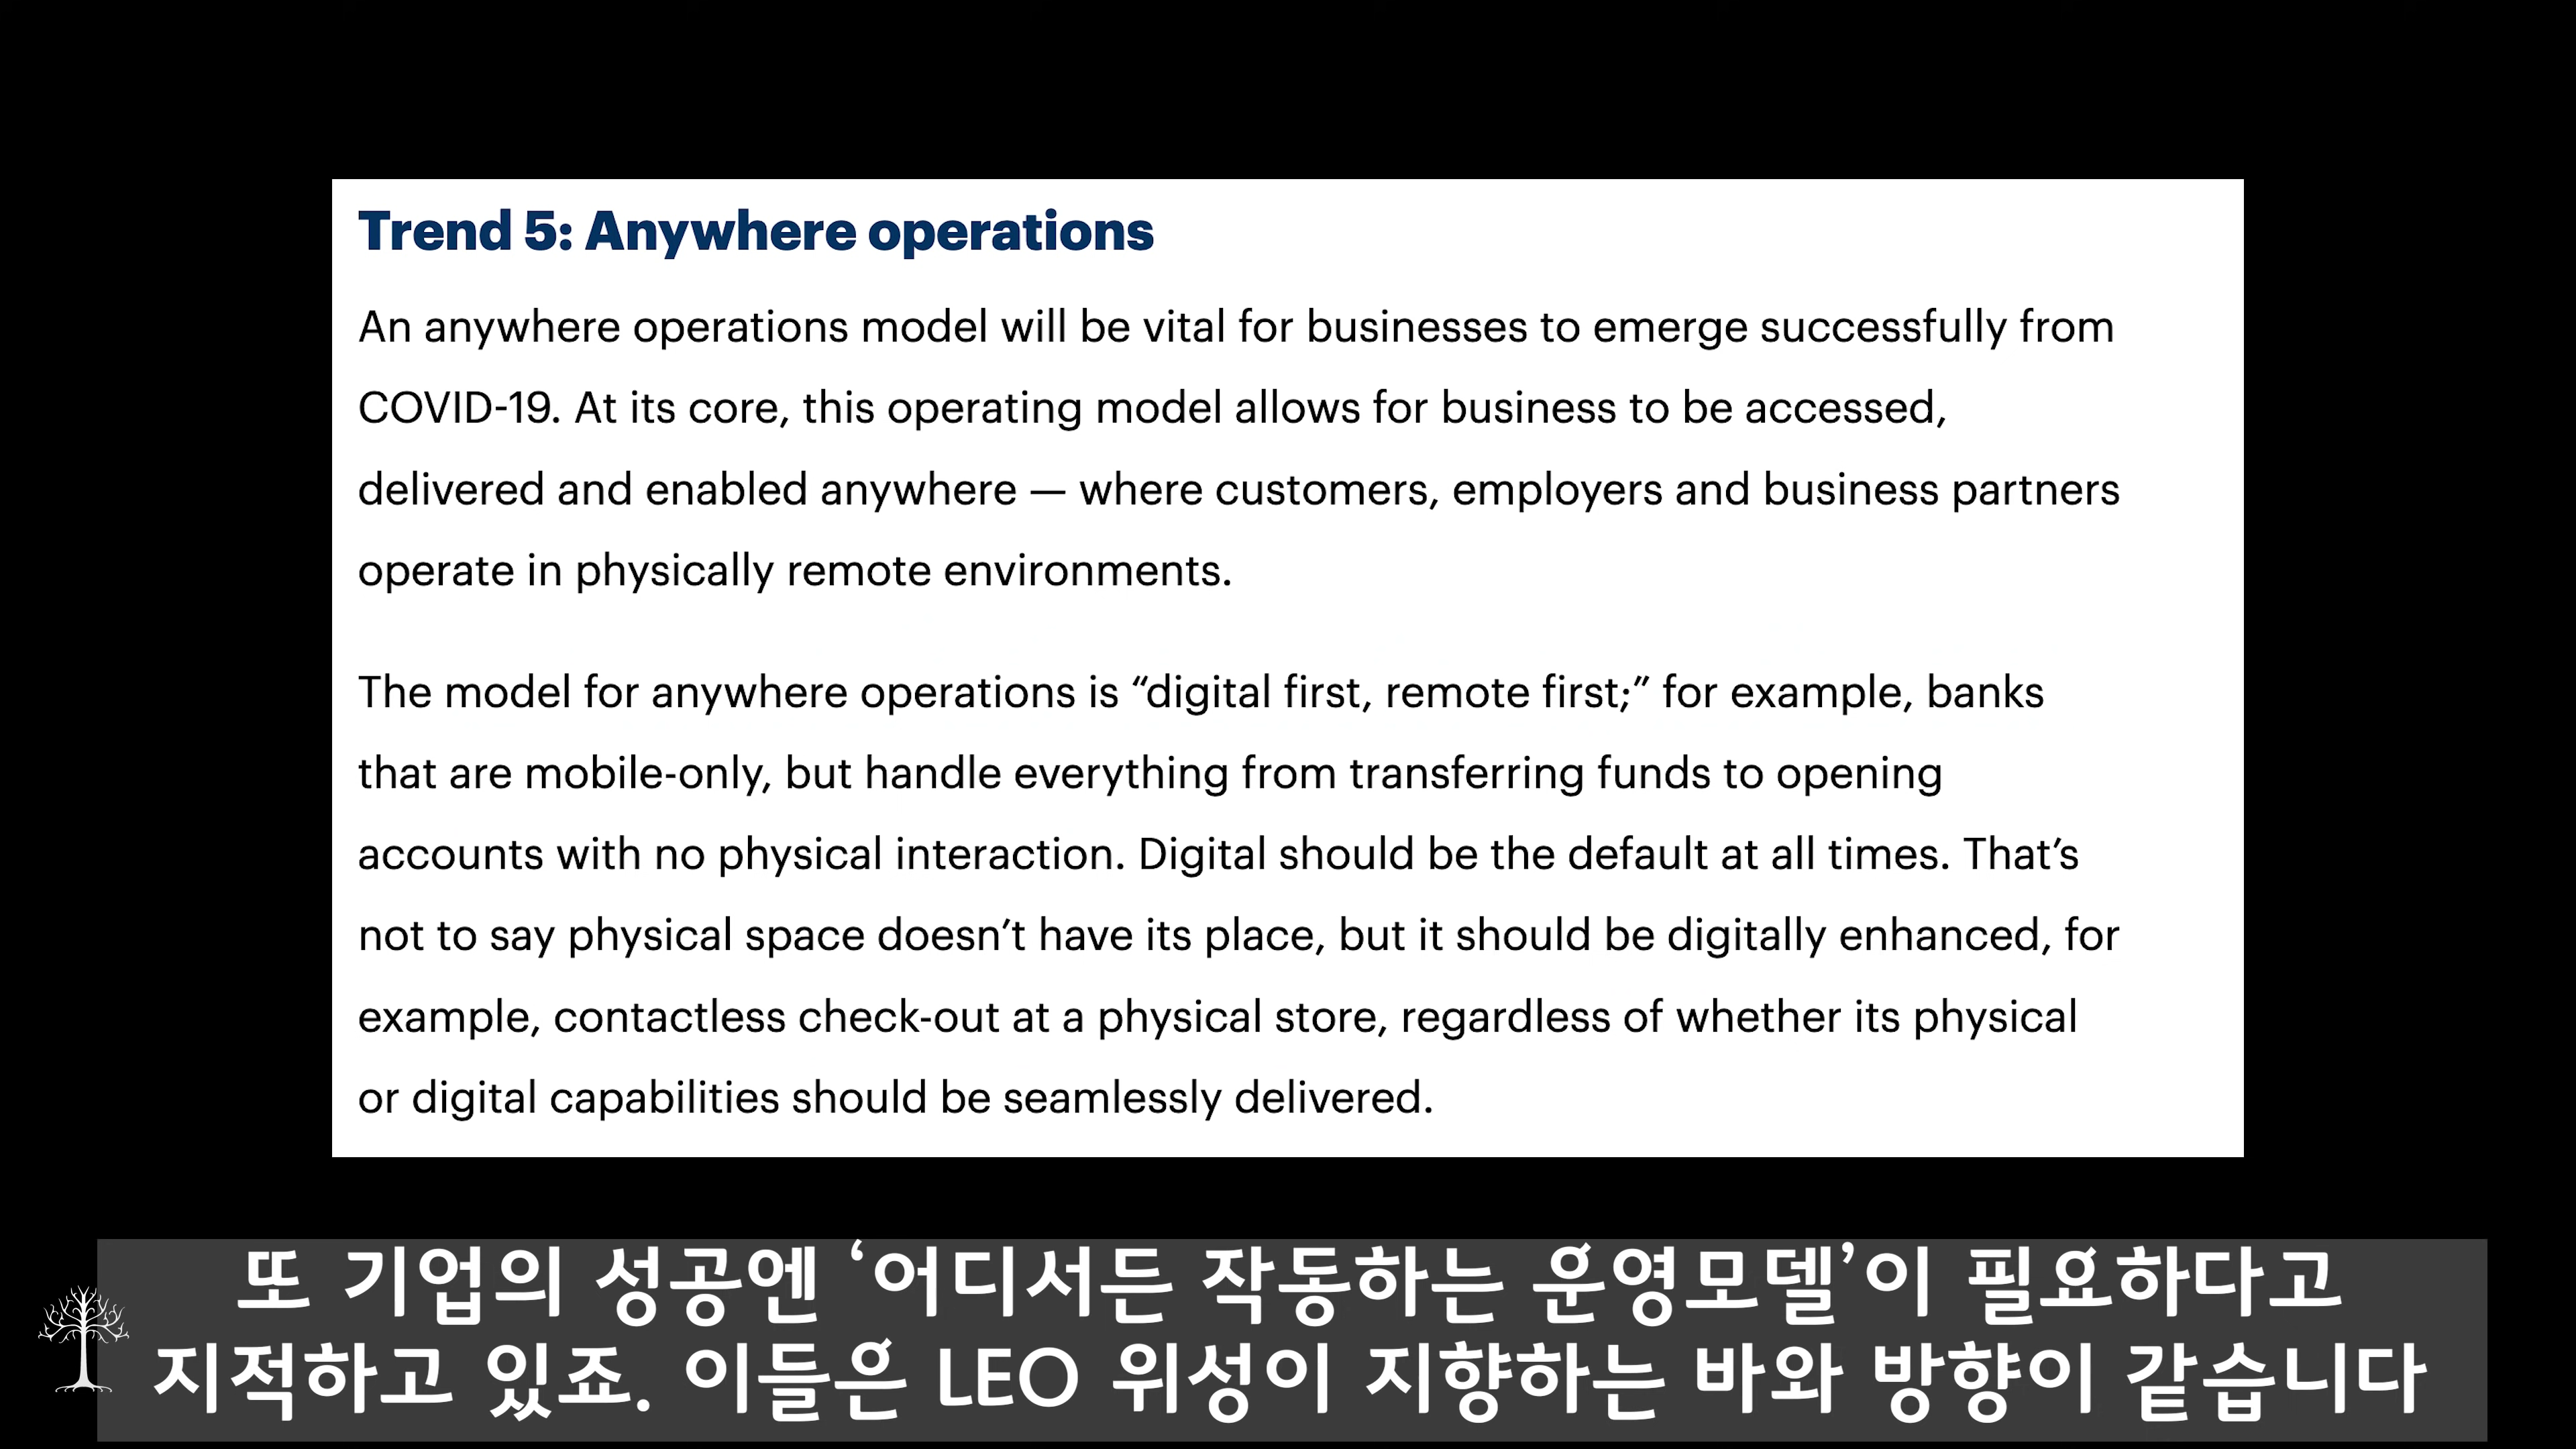 Trend 5: Anywhere operations
An anywhere operations model will be vital for businesses to emerge successfully from
COVID-19. At its core, this operating model allows for business to be accessed,
delivered and enabled anywhere — where customers, employers and business partners
operate in physically remote environments.
The model for anywhere operations is “digital first, remote first;” for example, banks
that are mobile-only, but handle everything from transferring funds to opening
accounts with no physical interaction. Digital should be the default at all times. That’s
not to say physical space doesn’t have its place, but it should be digitally enhanced, for
example, contactless check-out at a physical store, regardless of whether its physical
or digital capabilities should be seamlessly delivered.
또 기업의 성공엔 ‘어디서든 작동하는 운영모델’이 필요하다고
지적하고 있죠. 이들은 LEO 위성이 지향하는 바와 방향이 같습니다